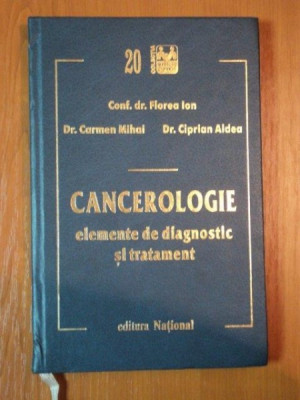 20
Conf. dr. Florea Ion
Dr. Carmen Mihai Dr. Ciprian Aldea
CANCEROLOGIE
elemente de diagnostic
și tratament
editura Național